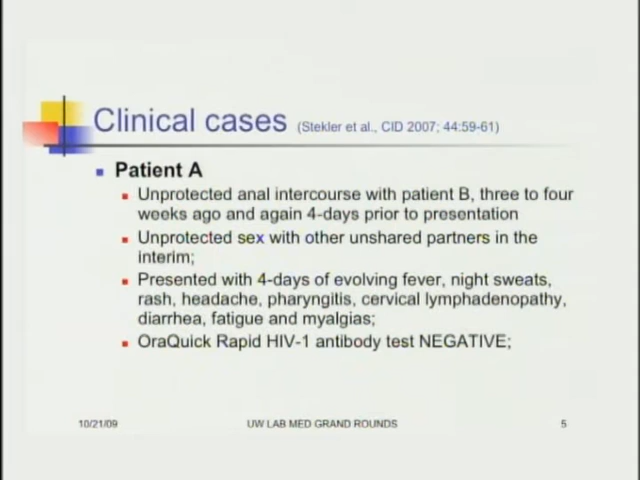 Clinical cases (Stekler et al., CID 2007; 44:59-61)
Patient A
Unprotected anal intercourse with patient B, three to four
weeks ago and again 4-days prior to presentation
Unprotected sex with other unshared partners in the
interim;
Presented with 4-days of evolving fever, night sweats,
rash, headache, pharyngitis, cervical lymphadenopathy,
diarrhea, fatigue and myalgias;
OraQuick Rapid HIV-1 antibody test NEGATIVE;
10/21/09 UW LAB MED GRAND ROUNDS 5